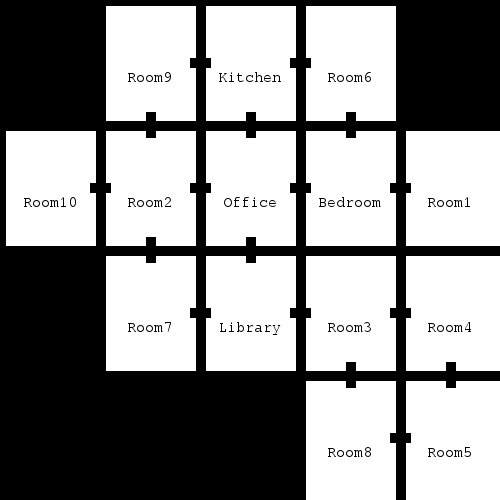 Room9 Kitchen Room6
Room10 Room2 Office Bedroom Room1
Room7 Library Room3 Room4
Room8 Room5